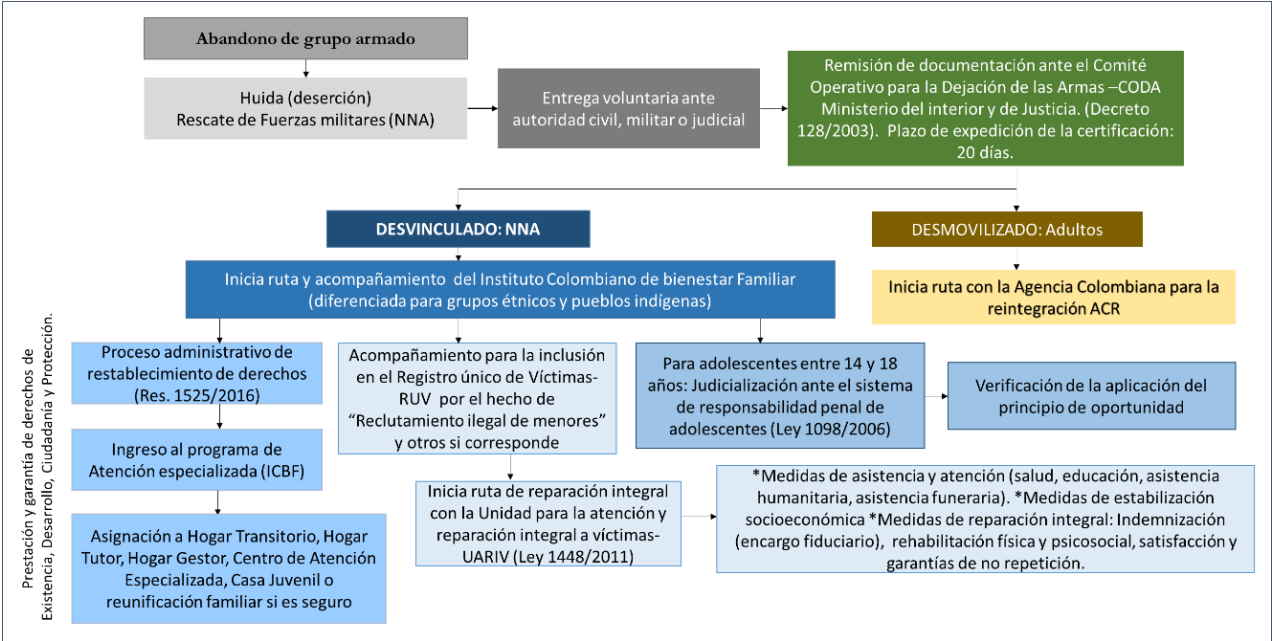 Abandono de grupo armado
Huida (deserción)
Rescate de Fuerzas militares (NNA)
Entrega voluntaria ante
autoridad civil, militar o judicial
Remisión de documentación ante el Comité
Operativo para la Dejación de las Armas –CODA
Ministerio del interior y de Justicia. (Decreto
128/2003).  Plazo de expedición de la certificación:
20 días.
DESVINCULADO: NNA
DESMOVILIZADO: Adultos
Inicia ruta y acompañamiento  del Instituto Colombiano de bienestar Familiar
(diferenciada para grupos étnicos y pueblos indígenas)
Inicia ruta con la Agencia Colombiana para la
reintegración ACR
Prestación y garantía de derechos de
Existencia, Desarrollo, Ciudadanía y Protección.
Proceso administrativo de
restablecimiento de derechos
(Res. 1525/2016)
Ingreso al programa de
Atención especializada (ICBF)
Asignación a Hogar Transitorio, Hogar
Tutor, Hogar Gestor, Centro de Atención
Especializada, Casa Juvenil o
reunificación familiar si es seguro
Acompañamiento para la inclusión
en el Registro único de Víctimas-
RUV  por el hecho de
“Reclutamiento ilegal de menores”
y otros si corresponde
Inicia ruta de reparación integral
con la Unidad para la atención y
reparación integral a víctimas-
UARIV (Ley 1448/2011)
Para adolescentes entre 14 y 18
años: Judicialización ante el sistema
de responsabilidad penal de
adolescentes (Ley 1098/2006)
Verificación de la aplicación del
principio de oportunidad
*Medidas de asistencia y atención (salud, educación, asistencia
humanitaria, asistencia funeraria). *Medidas de estabilización
socioeconómica *Medidas de reparación integral: Indemnización
(encargo fiduciario),  rehabilitación física y psicosocial, satisfacción y
garantías de no repetición.